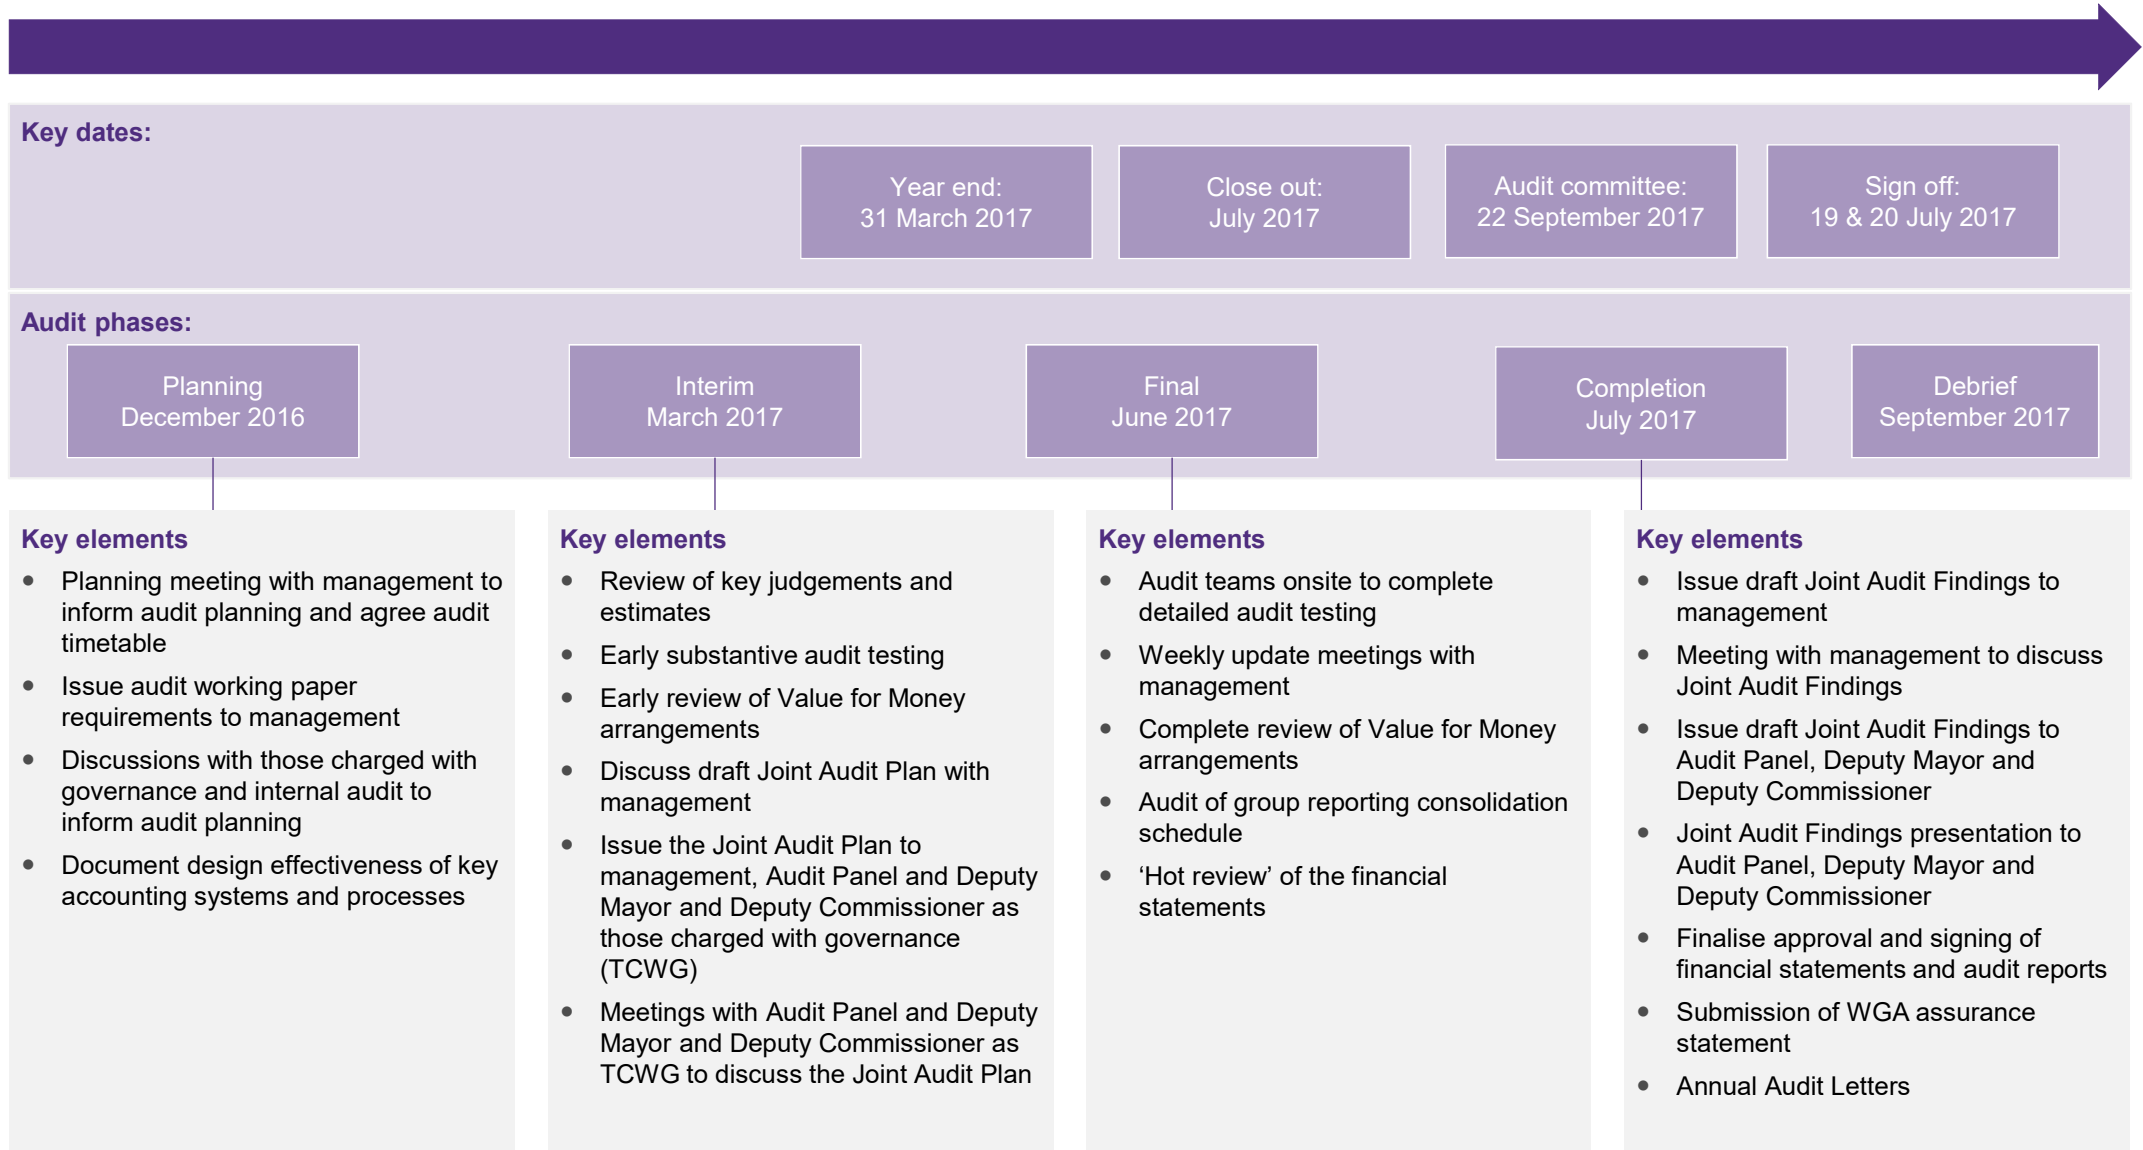 Key dates:
Year end:
31 March 2017
Close out:
July 2017
Audit committee:
22 September 2017
Sign off:
19 & 20 July 2017
Audit phases:
Planning
December 2016
Interim
March 2017
Final
June 2017
Completion
July 2017
Debrief
September 2017
Key elements
• Planning meeting with management to
inform audit planning and agree audit
timetable
• Issue audit working paper
requirements to management
• Discussions with those charged with
governance and internal audit to
inform audit planning
• Document design effectiveness of key
accounting systems and processes
Key elements
• Review of key judgements and
estimates
• Early substantive audit testing
• Early review of Value for Money
arrangements
• Discuss draft Joint Audit Plan with
management
• Issue the Joint Audit Plan to
management, Audit Panel and Deputy
Mayor and Deputy Commissioner as
those charged with governance
(TCWG)
• Meetings with Audit Panel and Deputy
Mayor and Deputy Commissioner as
TCWG to discuss the Joint Audit Plan
Key elements
• Audit teams onsite to complete
detailed audit testing
• Weekly update meetings with
management
• Complete review of Value for Money
arrangements
• Audit of group reporting consolidation
schedule
• ‘Hot review’ of the financial
statements
Key elements
• Issue draft Joint Audit Findings to
management
• Meeting with management to discuss
Joint Audit Findings
• Issue draft Joint Audit Findings to
Audit Panel, Deputy Mayor and
Deputy Commissioner
• Joint Audit Findings presentation to
Audit Panel, Deputy Mayor and
Deputy Commissioner
• Finalise approval and signing of
financial statements and audit reports
• Submission of WGA assurance
statement
• Annual Audit Letters